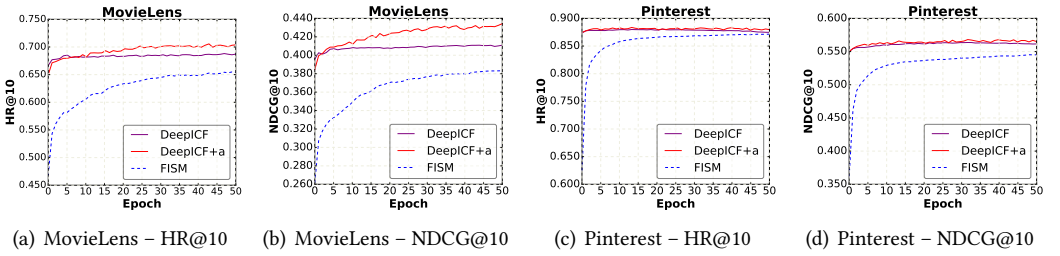 MovieLens
HR@10
0.750
0.700
0.650
0.600
0.550
0.500
0.450
0 5 10 15 20 25 30 35 40 45 50
Epoch
DeepICF
DeepICF+a
FISM
(a) MovieLens – HR@10
MovieLens
NDCG@10
0.440
0.420
0.400
0.380
0.360
0.340
0.320
0.300
0.280
0.260
0 5 10 15 20 25 30 35 40 45 50
Epoch
DeepICF
DeepICF+a
FISM
(b) MovieLens – NDCG@10
Pinterest
HR@10
0.900
0.850
0.800
0.750
0.700
0.650
0.600
0 5 10 15 20 25 30 35 40 45 50
Epoch
DeepICF
DeepICF+a
FISM
(c) Pinterest – HR@10
Pinterest
NDCG@10
0.600
0.550
0.500
0.450
0.400
0.350
0 5 10 15 20 25 30 35 40 45 50
Epoch
DeepICF
DeepICF+a
FISM
(d) Pinterest – NDCG@10